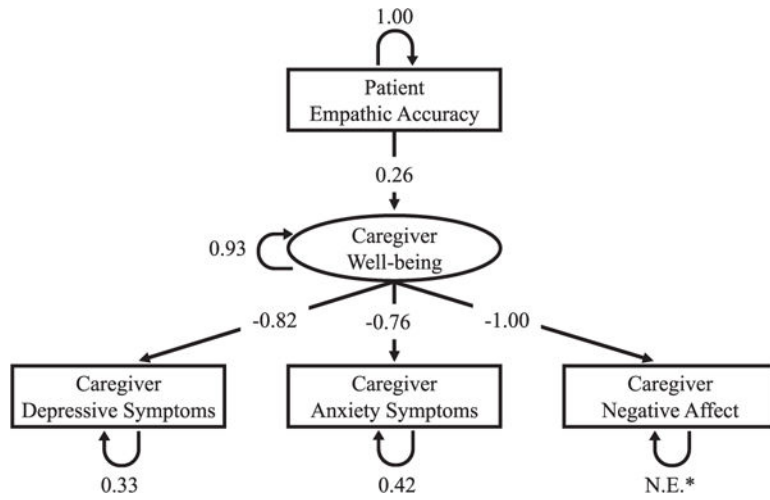 1.00
Patient
Empathic Accuracy
0.26
0.93
Caregiver
Well-being
-0.82
-0.76
-1.00
Caregiver
Depressive Symptoms
Caregiver
Anxiety Symptoms
Caregiver
Negative Affect
0.33
0.42
N.E.*